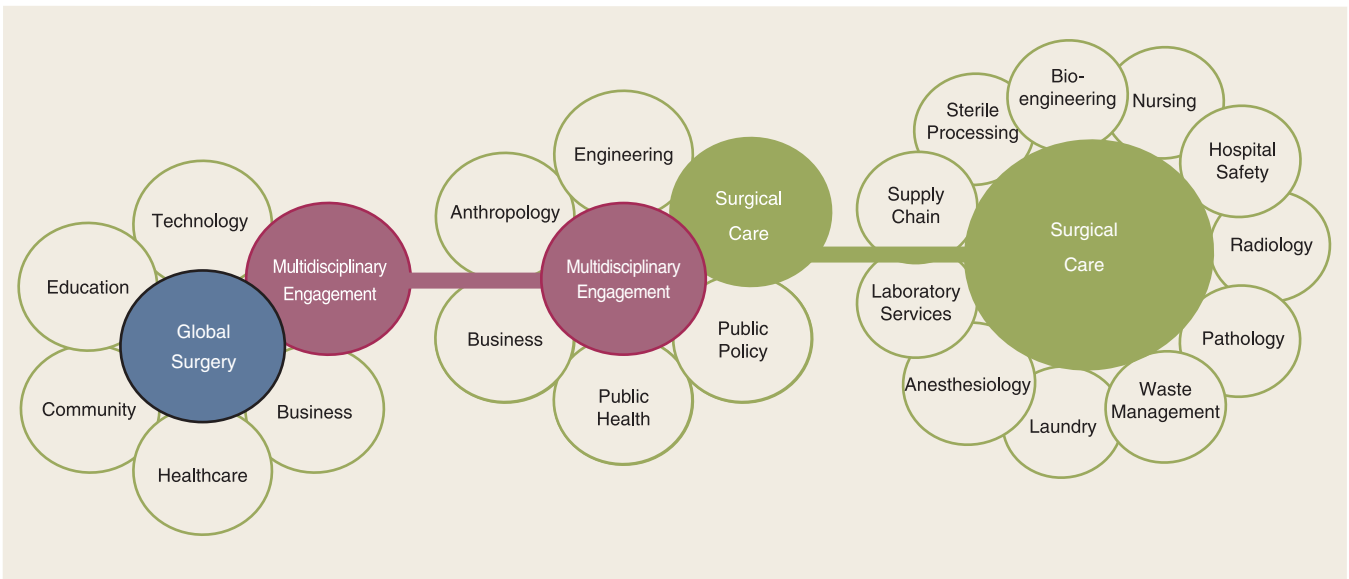 Technology
Education
Multidisciplinary
Engagement
Global
Surgery
Community
Business
Healthcare
Engineering
Anthropology
Surgical
Care
Multidisciplinary
Engagement
Business
Public
Policy
Public
Health
Bio-
engineering
Nursing
Sterile
Processing
Hospital
Safety
Supply
Chain
Surgical
Care
Radiology
Laboratory
Services
Pathology
Anesthesiology
Waste
Management
Laundry